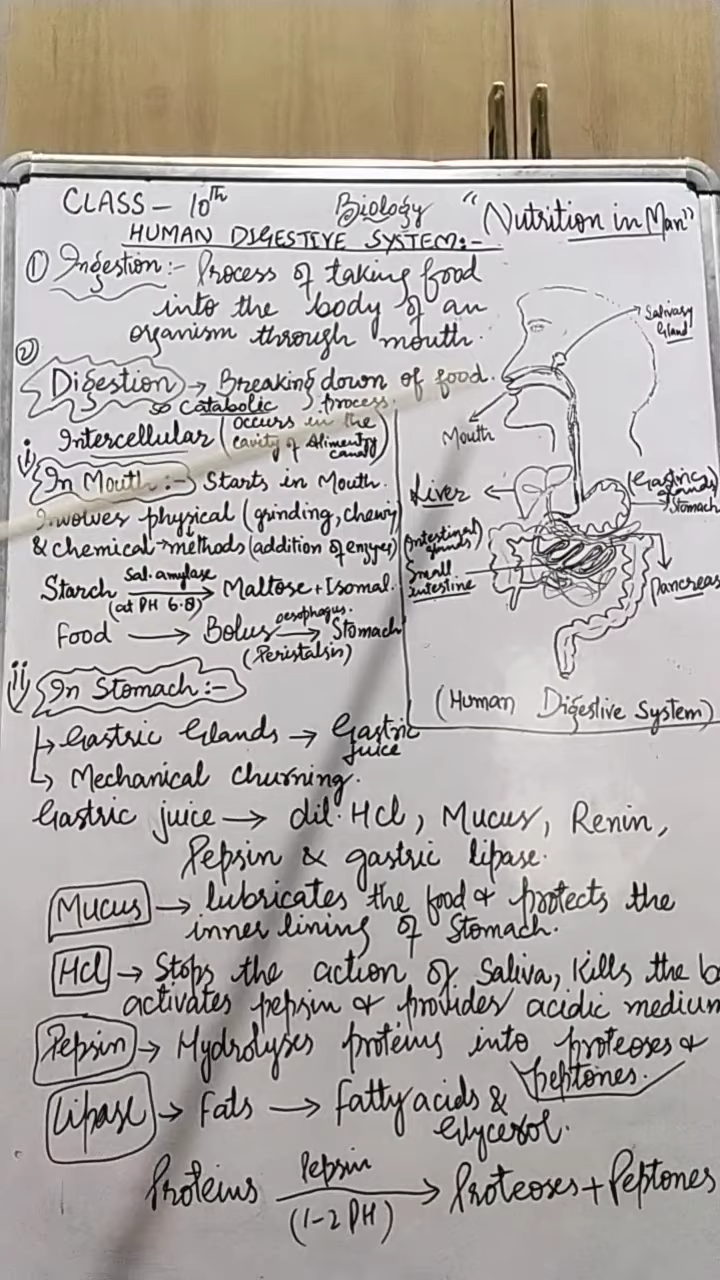 CLASS - 10th Biology "Nutrition in Man"
HUMAN DIGESTIVE SYSTEM:-
1) Ingestion:- Process of taking food
into the body of an
organism through mouth.
2)
Digestion → Breaking down of food.
so catabolic process.
i) Intercellular (occurs in the
cavity of Alimenty
canal)
In Mouth:- Starts in Mouth.
Involves physical (grinding, chewing
& chemical → methods (addition of enzyes)
Starch Sal. amylase → Maltose + Isomal.
(at PH 6.8)
Food → Bolus oesophagus. → Stomach
(Peristalsis)
ii) In Stomach:-
→ Gastric Glands → Gastric
juice
→ Mechanical churning.
Gastric juice → dil. Hcl, Mucus, Renin,
Pepsin & gastric lipase.
Mucus → lubricates the food & protects the
inner lining of Stomach.
Hcl → Stops the action of Saliva, kills the b
activates pepsin & provides acidic medium
Pepsin → Hydrolyses proteins into proteoses &
peptones.
Lipase → Fats → Fatty acids &
Glycerol.
Proteins Pepsin → Proteoses + Peptones
(1-2 PH)
Salivary
Gland
Mouth
Liver
(Gastric
glands)
Stomach
(Intestinal
glands)
Small
intestine
Pancreas
(Human Digestive System)